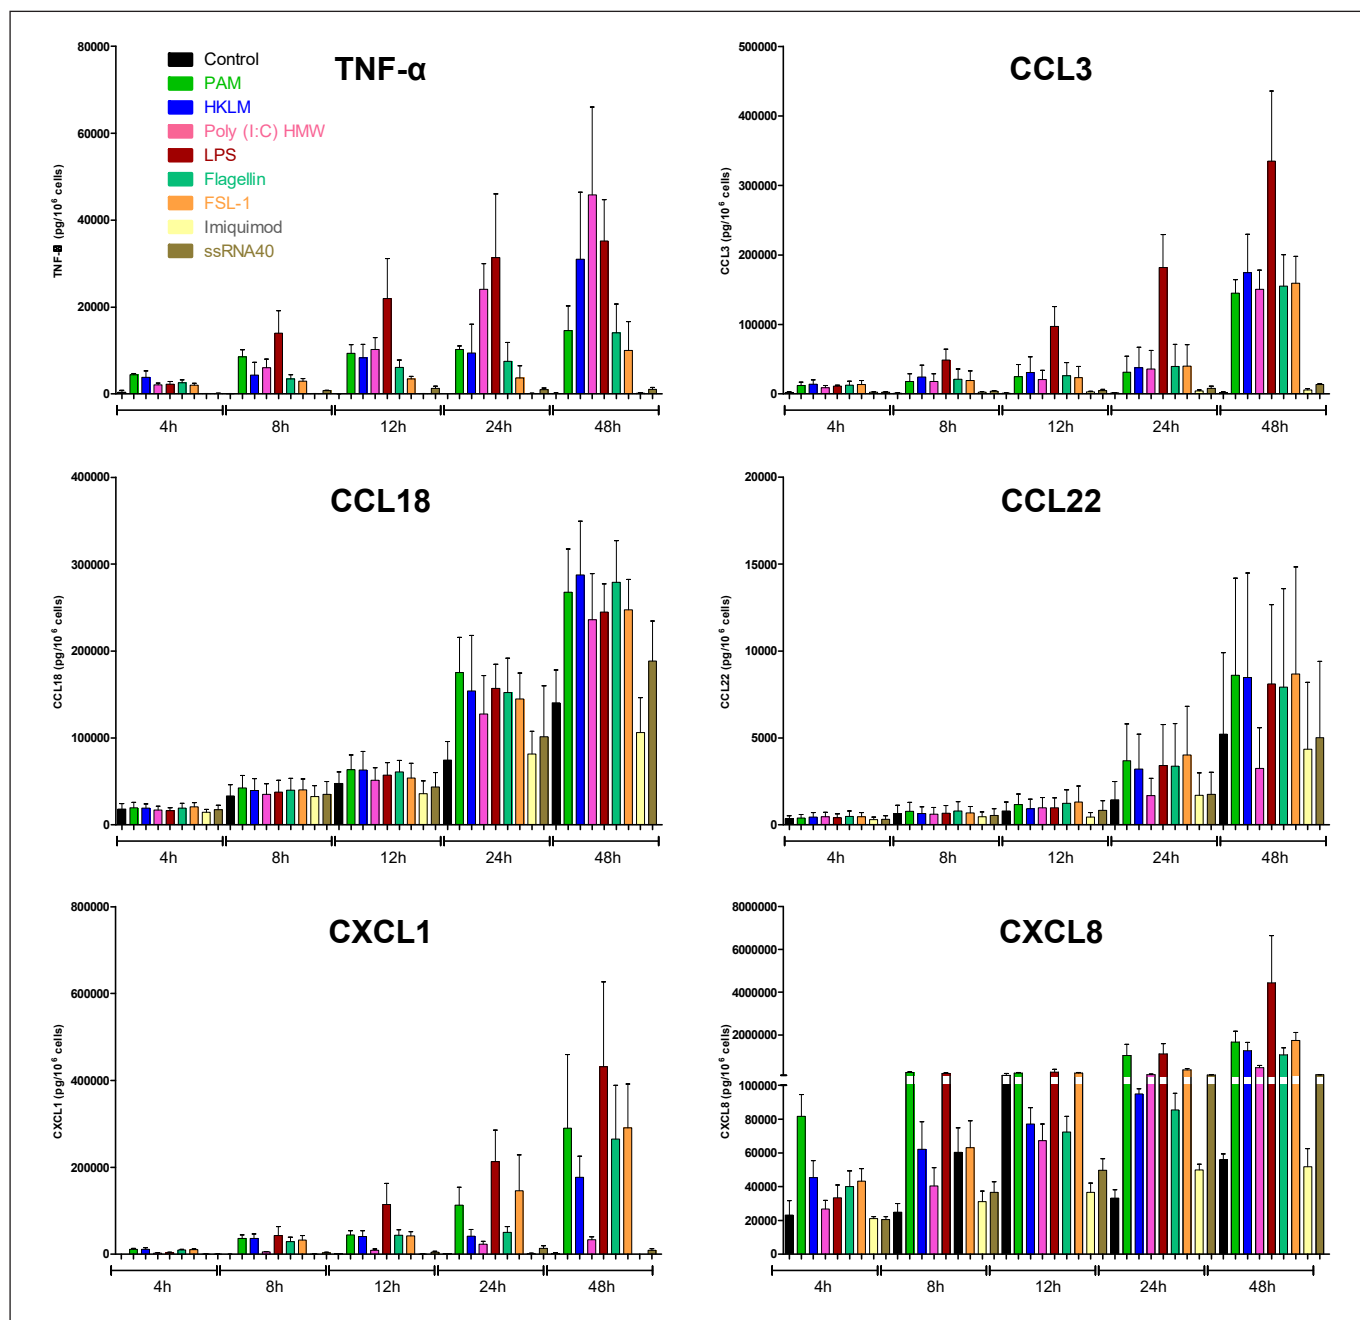 TNF-α
Control
PAM
HKLM
Poly (I:C) HMW
LPS
Flagellin
FSL-1
Imiquimod
ssRNA40
80000
60000
40000
20000
0
(pg/10⁶ cells)
4h 8h 12h 24h 48h
CCL3
500000
400000
300000
200000
100000
0
CCL3 (pg/10⁶ cells)
4h 8h 12h 24h 48h
CCL18
400000
300000
200000
100000
0
CCL18 (pg/10⁶ cells)
4h 8h 12h 24h 48h
CCL22
20000
15000
10000
5000
0
CCL22 (pg/10⁶ cells)
4h 8h 12h 24h 48h
CXCL1
800000
600000
400000
200000
0
CXCL1 (pg/10⁶ cells)
4h 8h 12h 24h 48h
CXCL8
8000000
6000000
4000000
2000000
100000
80000
60000
40000
20000
0
CXCL8 (pg/10⁶ cells)
4h 8h 12h 24h 48h